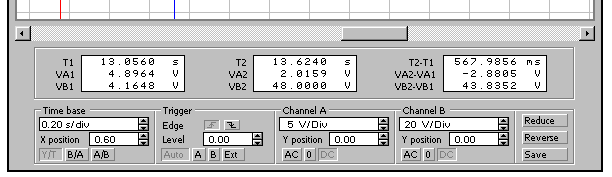 T1 13.0560 s T2 13.6240 s T2-T1 567.9856 ms
VA1 4.8964 V VA2 2.0159 V VA2-VA1 -2.8805 V
VB1 4.1648 V VB2 48.0000 V VB2-VB1 43.8352 V
Time base Trigger Channel A Channel B
0.20 s/div Edge 5 V/Div 20 V/Div Reduce
X position 0.60 Level 0.00 Y position 0.00 Y position 0.00 Reverse
Y/T B/A A/B Auto A B Ext AC 0 DC AC 0 DC Save